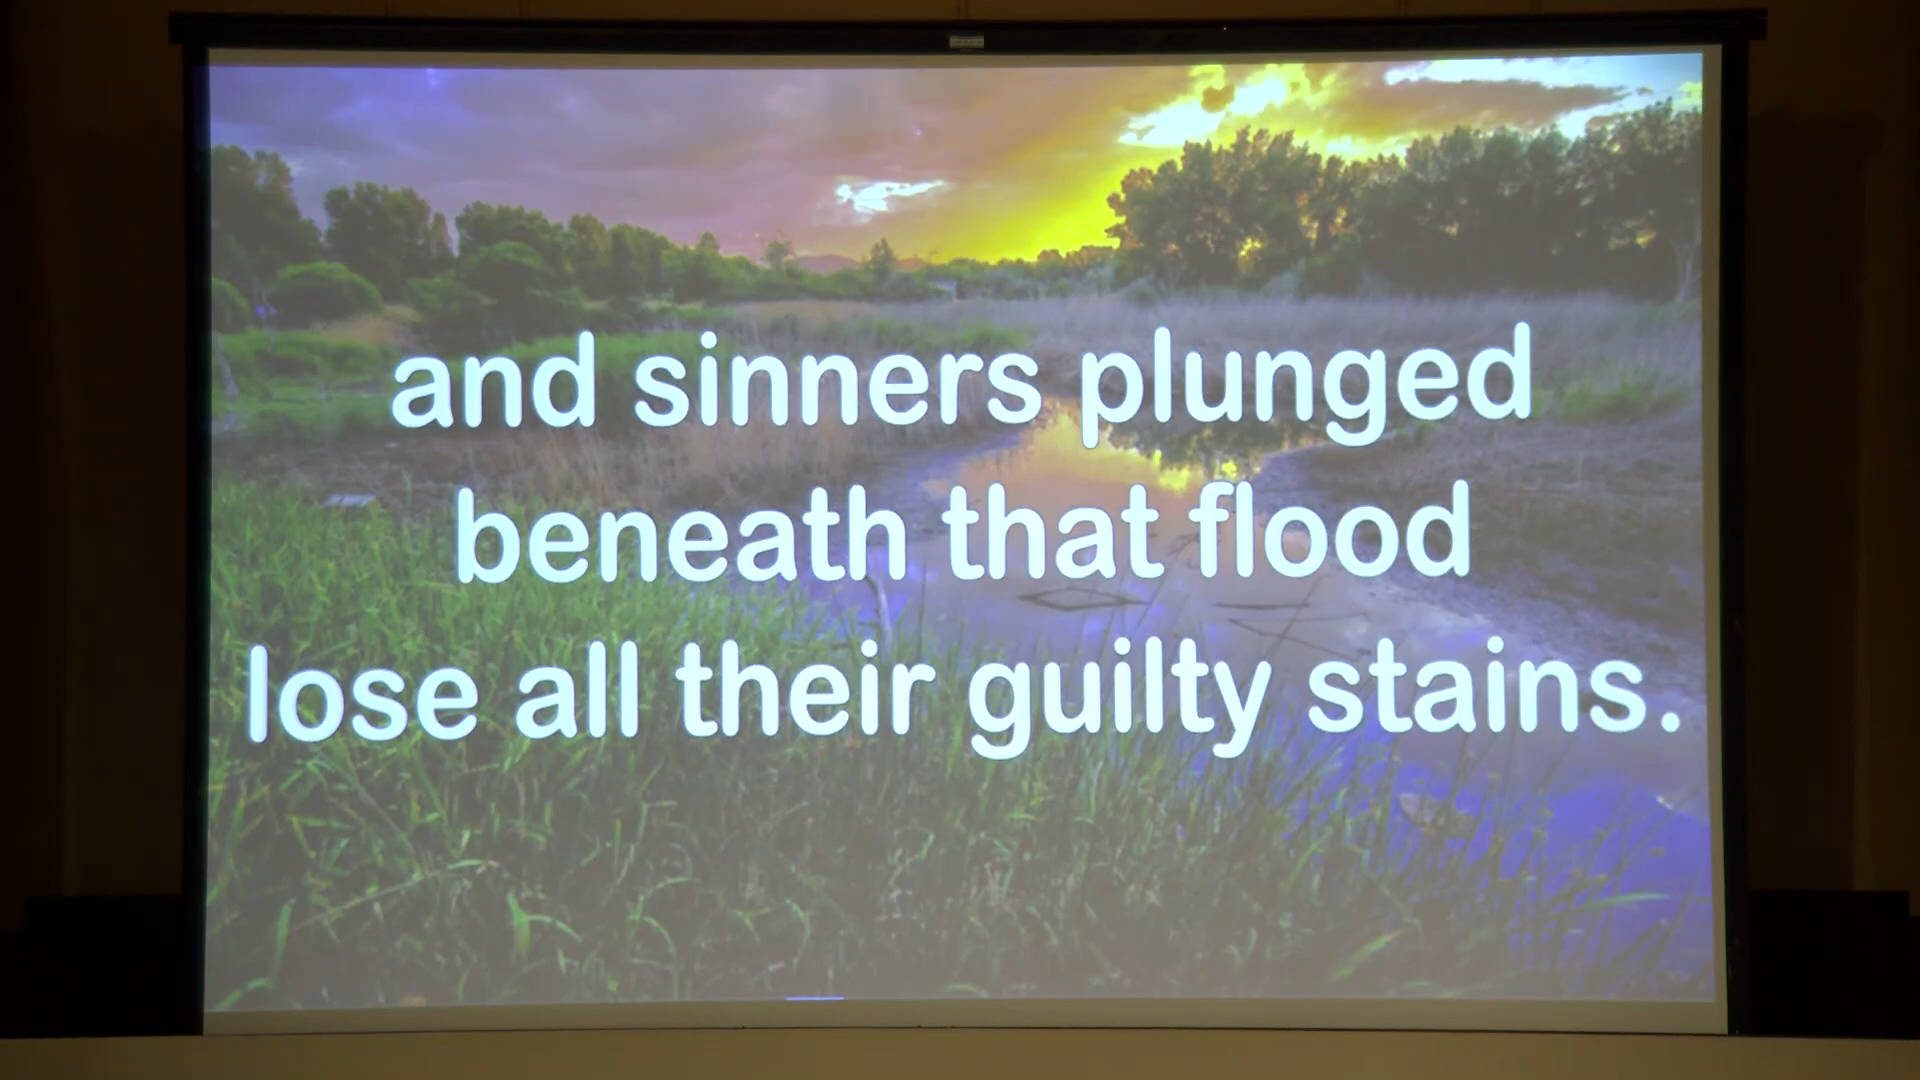 and sinners plunged
beneath that flood
lose all their guilty stains.